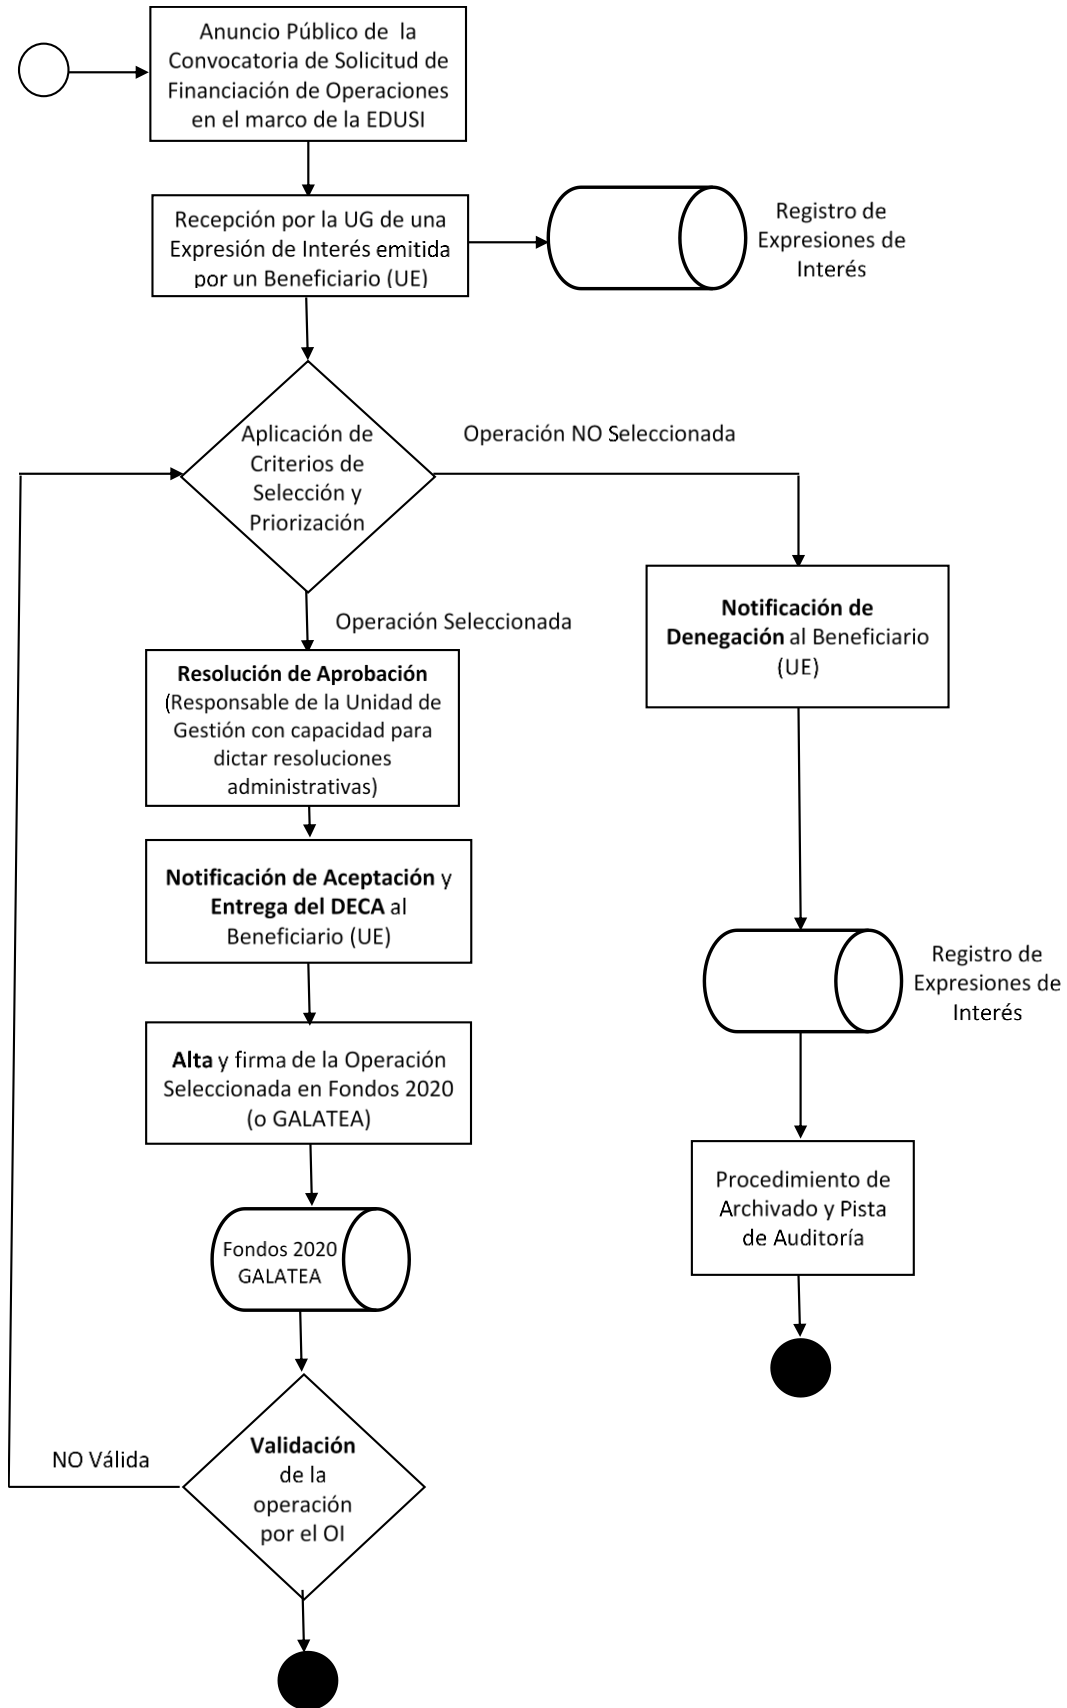 Anuncio Público de la
Convocatoria de Solicitud de
Financiación de Operaciones
en el marco de la EDUSI
Recepción por la UG de una
Expresión de Interés emitida
por un Beneficiario (UE)
Registro de
Expresiones de
Interés
Aplicación de
Criterios de
Selección y
Priorización
Operación NO Seleccionada
Operación Seleccionada
Notificación de
Denegación al Beneficiario
(UE)
Resolución de Aprobación
(Responsable de la Unidad de
Gestión con capacidad para
dictar resoluciones
administrativas)
Notificación de Aceptación y
Entrega del DECA al
Beneficiario (UE)
Registro de
Expresiones de
Interés
Alta y firma de la Operación
Seleccionada en Fondos 2020
(o GALATEA)
Procedimiento de
Archivado y Pista
de Auditoría
Fondos 2020
GALATEA
NO Válida
Validación
de la
operación
por el OI